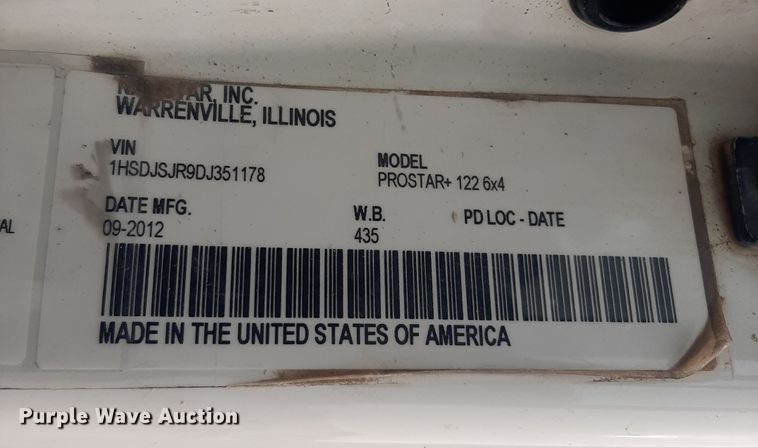 INC.
WARRENVILLE, ILLINOIS
VIN
1HSDJSJR9DJ351178
MODEL
PROSTAR+ 122 6x4
DATE MFG.
09-2012
W.B.
435
PD LOC - DATE
AL
MADE IN THE UNITED STATES OF AMERICA
Purple Wave Auction